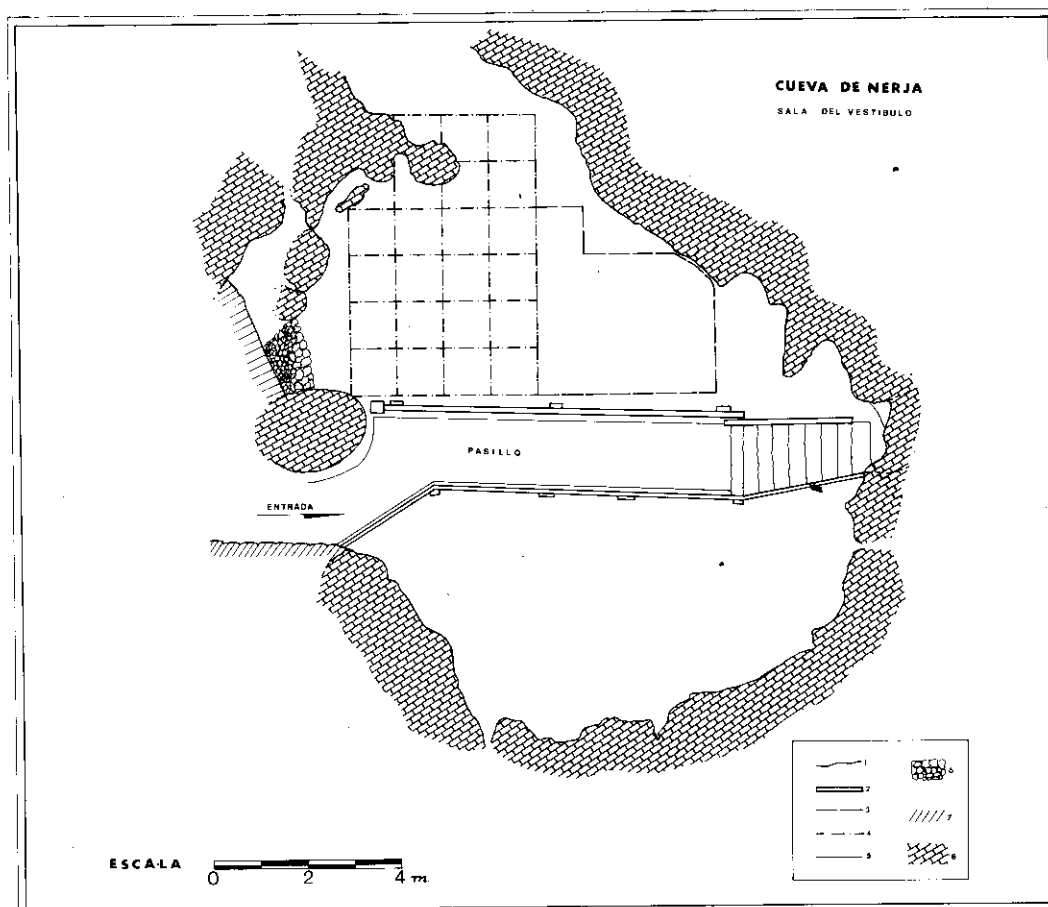 CUEVA DE NERJA
SALA DEL VESTIBULO
PASILLO
ENTRADA
1
2
3
4
5
6
7
8
ESCALA
0 2 4 m.